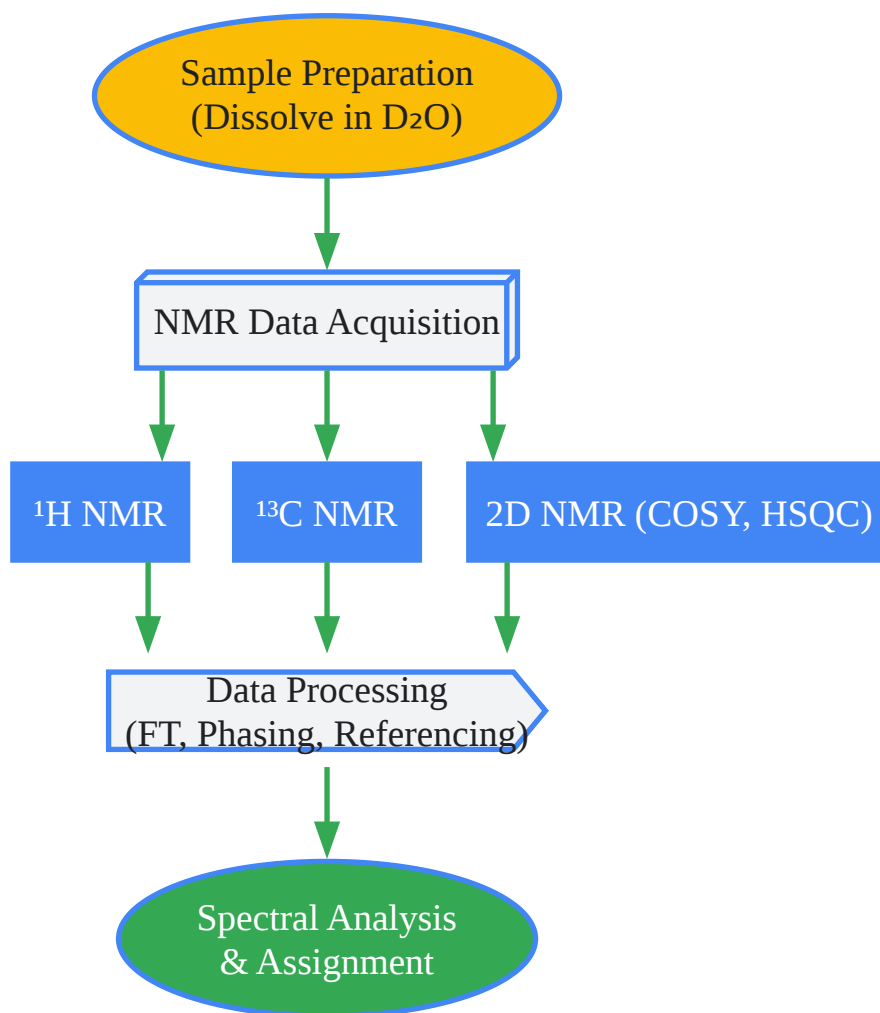 Sample Preparation
(Dissolve in D₂O)
NMR Data Acquisition
¹H NMR
¹³C NMR
2D NMR (COSY, HSQC)
Data Processing
(FT, Phasing, Referencing)
Spectral Analysis
& Assignment